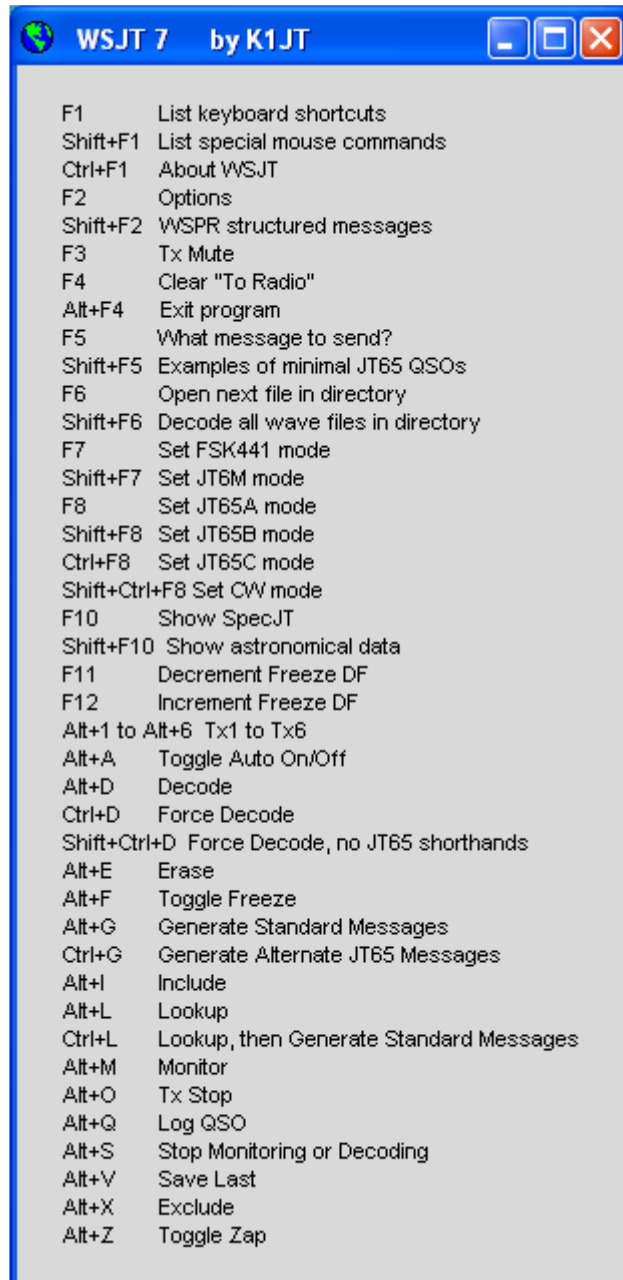 WSJT 7 by K1JT
F1 List keyboard shortcuts
Shift+F1 List special mouse commands
Ctrl+F1 About WSJT
F2 Options
Shift+F2 WSPR structured messages
F3 Tx Mute
F4 Clear "To Radio"
Alt+F4 Exit program
F5 What message to send?
Shift+F5 Examples of minimal JT65 QSOs
F6 Open next file in directory
Shift+F6 Decode all wave files in directory
F7 Set FSK441 mode
Shift+F7 Set JT6M mode
F8 Set JT65A mode
Shift+F8 Set JT65B mode
Ctrl+F8 Set JT65C mode
Shift+Ctrl+F8 Set CW mode
F10 Show SpecJT
Shift+F10 Show astronomical data
F11 Decrement Freeze DF
F12 Increment Freeze DF
Alt+1 to Alt+6 Tx1 to Tx6
Alt+A Toggle Auto On/Off
Alt+D Decode
Ctrl+D Force Decode
Shift+Ctrl+D Force Decode, no JT65 shorthands
Alt+E Erase
Alt+F Toggle Freeze
Alt+G Generate Standard Messages
Ctrl+G Generate Alternate JT65 Messages
Alt+I Include
Alt+L Lookup
Ctrl+L Lookup, then Generate Standard Messages
Alt+M Monitor
Alt+O Tx Stop
Alt+Q Log QSO
Alt+S Stop Monitoring or Decoding
Alt+V Save Last
Alt+X Exclude
Alt+Z Toggle Zap